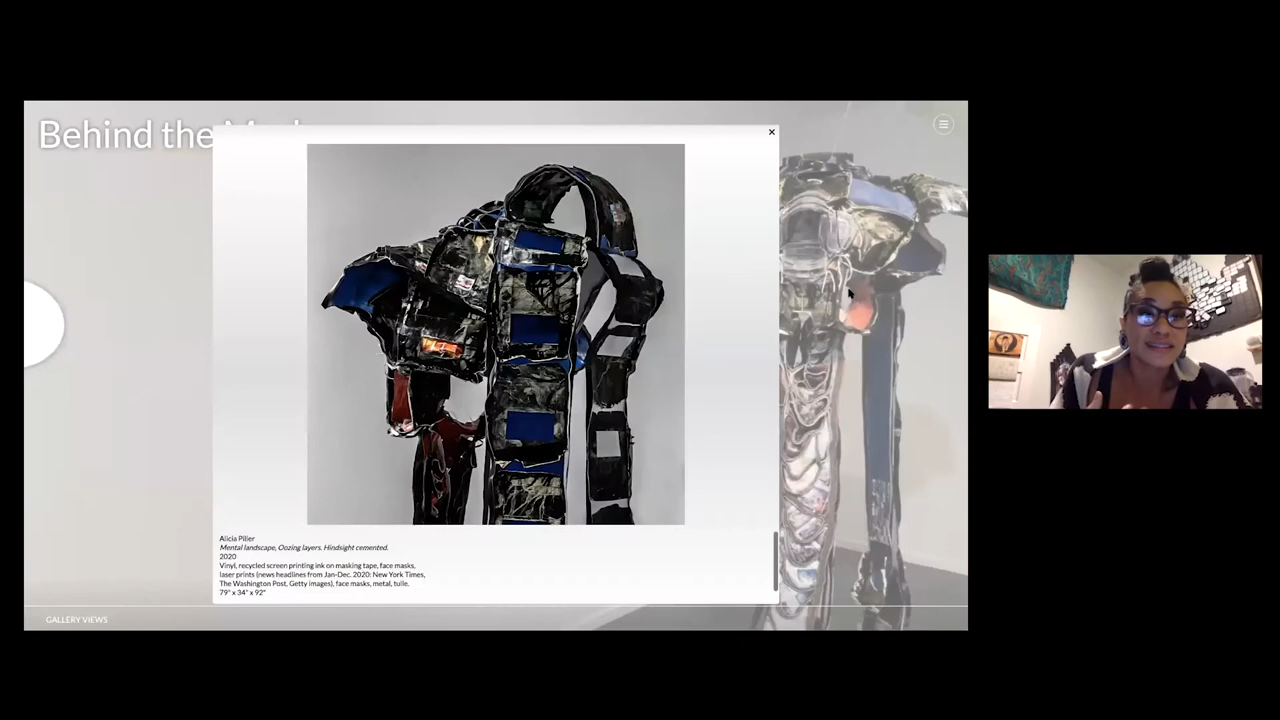 Behind the
×
Alicia Piller
Mental landscape, Oozing layers. Hindsight cemented.
2020
Vinyl, recycled screen printing ink on masking tape, face masks,
laser prints (news headlines from Jan-Dec. 2020: New York Times,
The Washington Post, Getty images), face masks, metal, tulle.
79" x 34" x 92"
GALLERY VIEWS